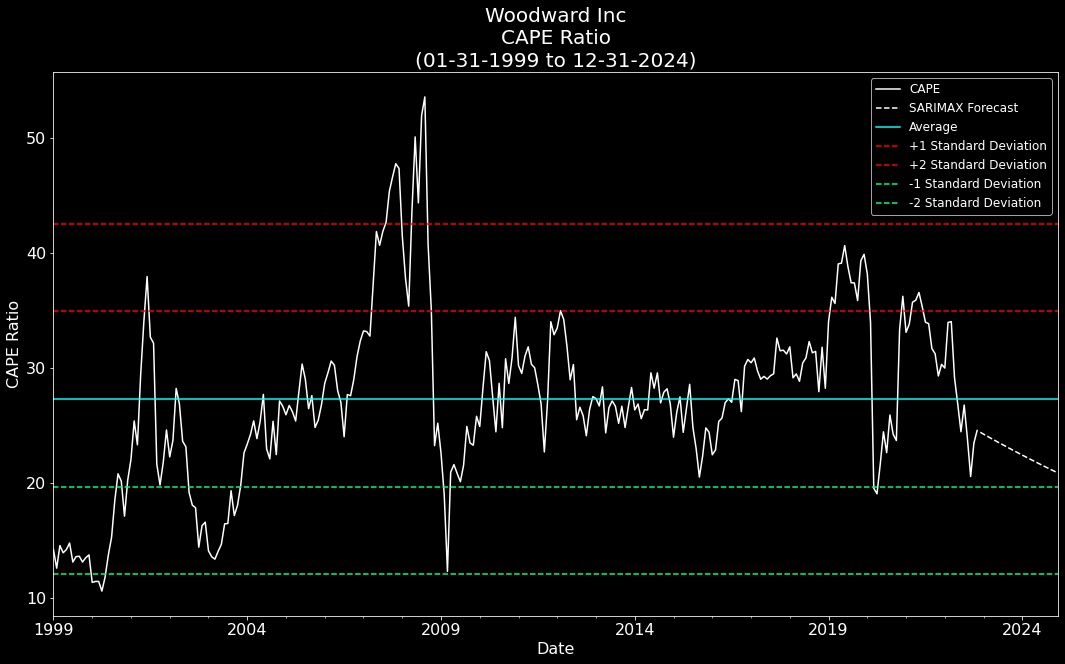 Woodward Inc
CAPE Ratio
(01-31-1999 to 12-31-2024)
CAPE
SARIMAX Forecast
Average
+1 Standard Deviation
+2 Standard Deviation
-1 Standard Deviation
-2 Standard Deviation
CAPE Ratio
50
40
30
20
10
1999 2004 2009 2014 2019 2024
Date